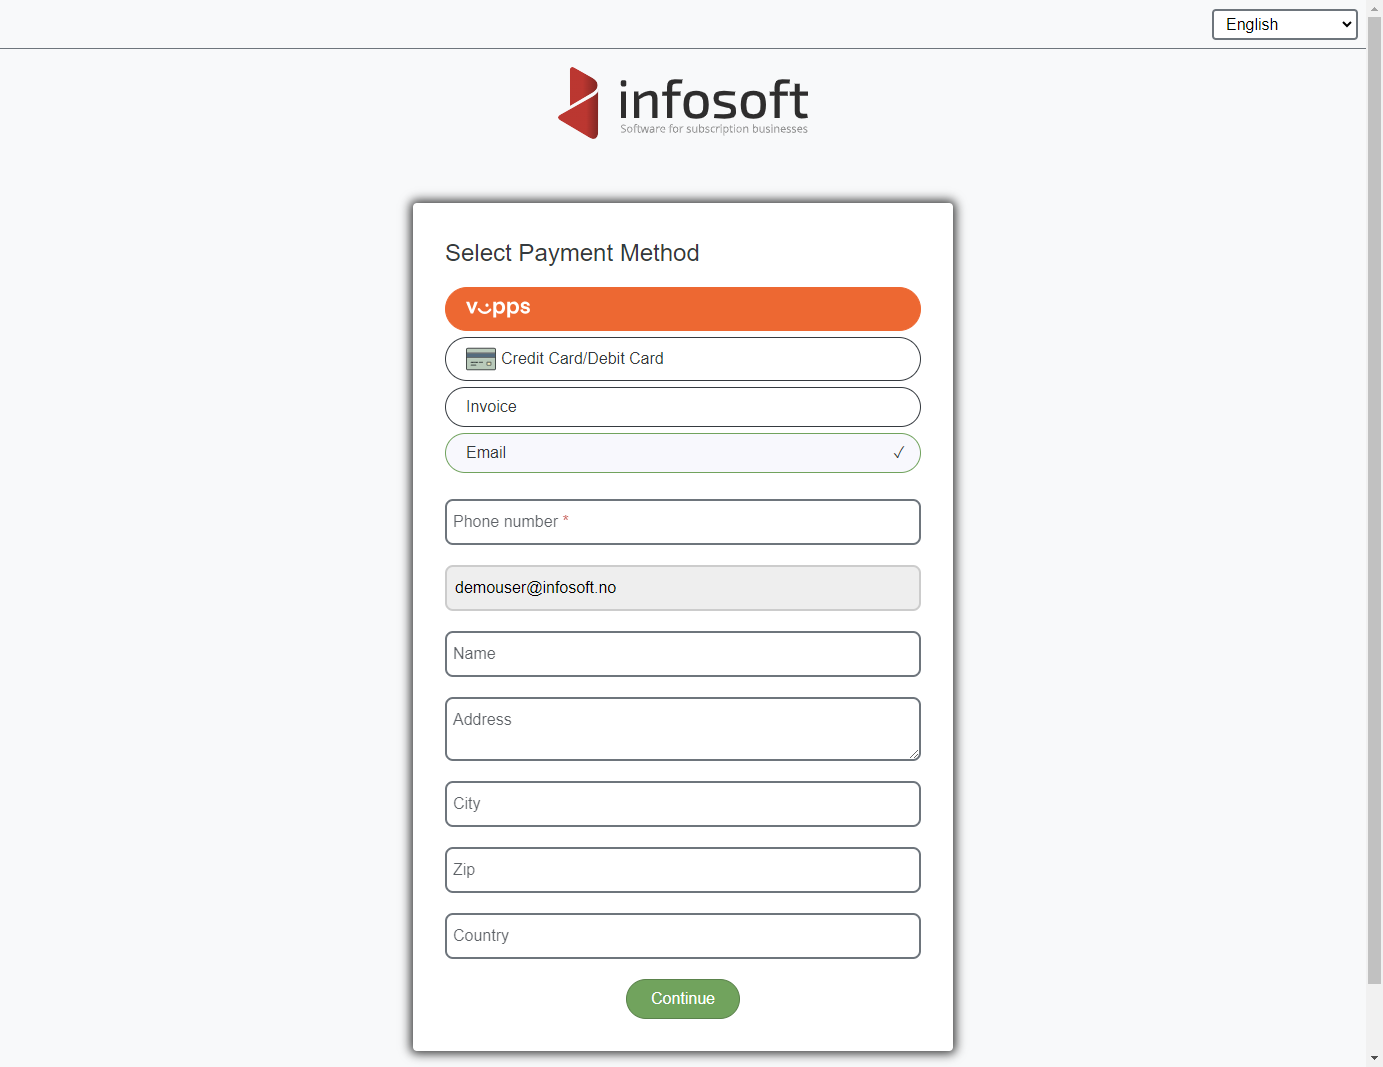 English
infosoft
Software for subscription businesses
Select Payment Method
vipps
Credit Card/Debit Card
Invoice
Email ✓
Phone number *
demouser@infosoft.no
Name
Address
City
Zip
Country
Continue